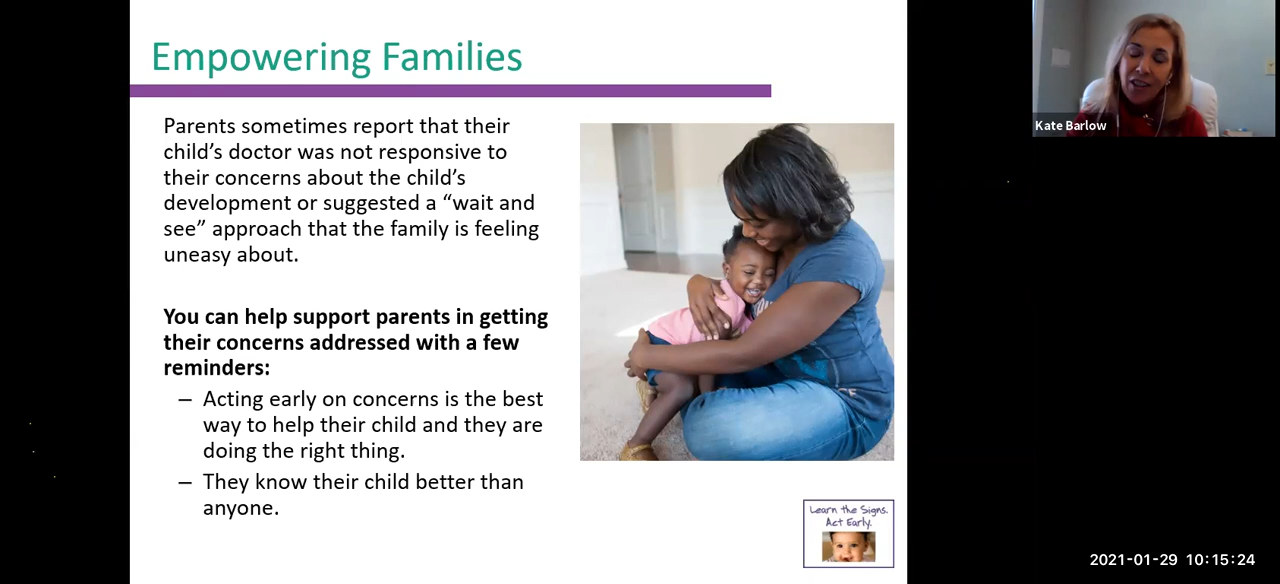 Empowering Families
Parents sometimes report that their
child’s doctor was not responsive to
their concerns about the child’s
development or suggested a “wait and
see” approach that the family is feeling
uneasy about.
You can help support parents in getting
their concerns addressed with a few
reminders:
– Acting early on concerns is the best
way to help their child and they are
doing the right thing.
– They know their child better than
anyone.
Learn the Signs.
Act Early.
Kate Barlow
2021-01-29 10:15:24